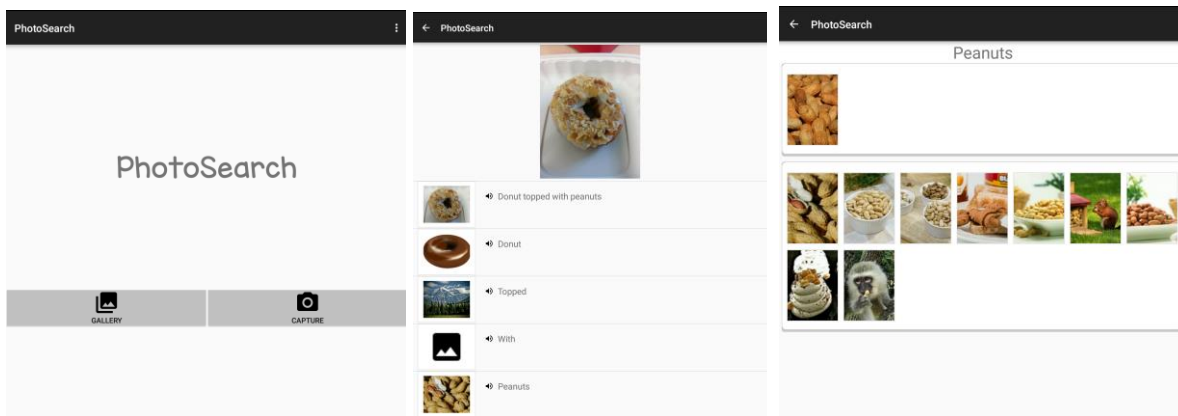 PhotoSearch
PhotoSearch
GALLERY
CAPTURE
PhotoSearch
Donut topped with peanuts
Donut
Topped
With
Peanuts
PhotoSearch
Peanuts